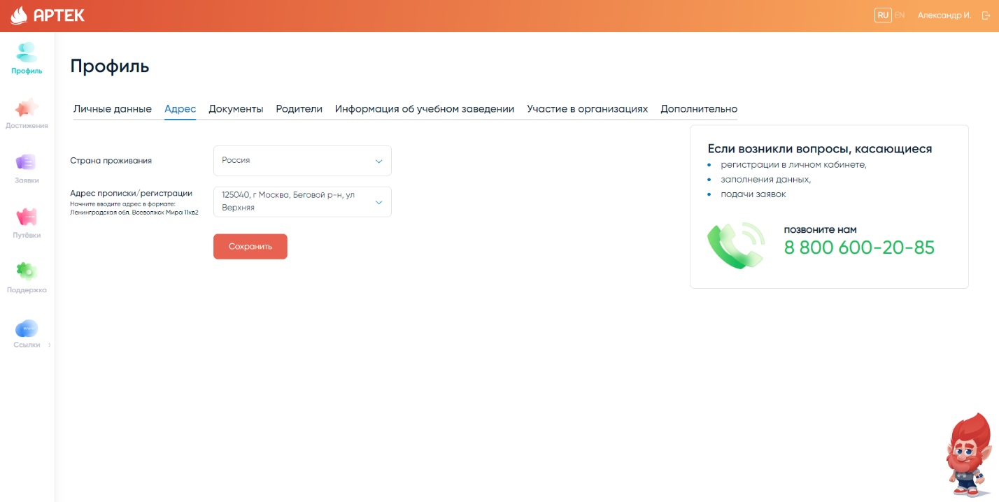 АРТЕК
RU EN Александр И.
Профиль
Достижения
Заявки
Путёвки
Поддержка
Ссылки
Профиль
Личные данные Адрес Документы Родители Информация об учебном заведении Участие в организациях Дополнительно
Страна проживания
Россия
Адрес прописки/регистрации
Начните вводите адрес в формате:
Ленинградская обл. Всеволжск Мира 11кв2
125040, г Москва, Беговой р-н, ул
Верхняя
Сохранить
Если возникли вопросы, касающиеся
• регистрации в личном кабинете,
• заполнения данных,
• подачи заявок
позвоните нам
8 800 600-20-85